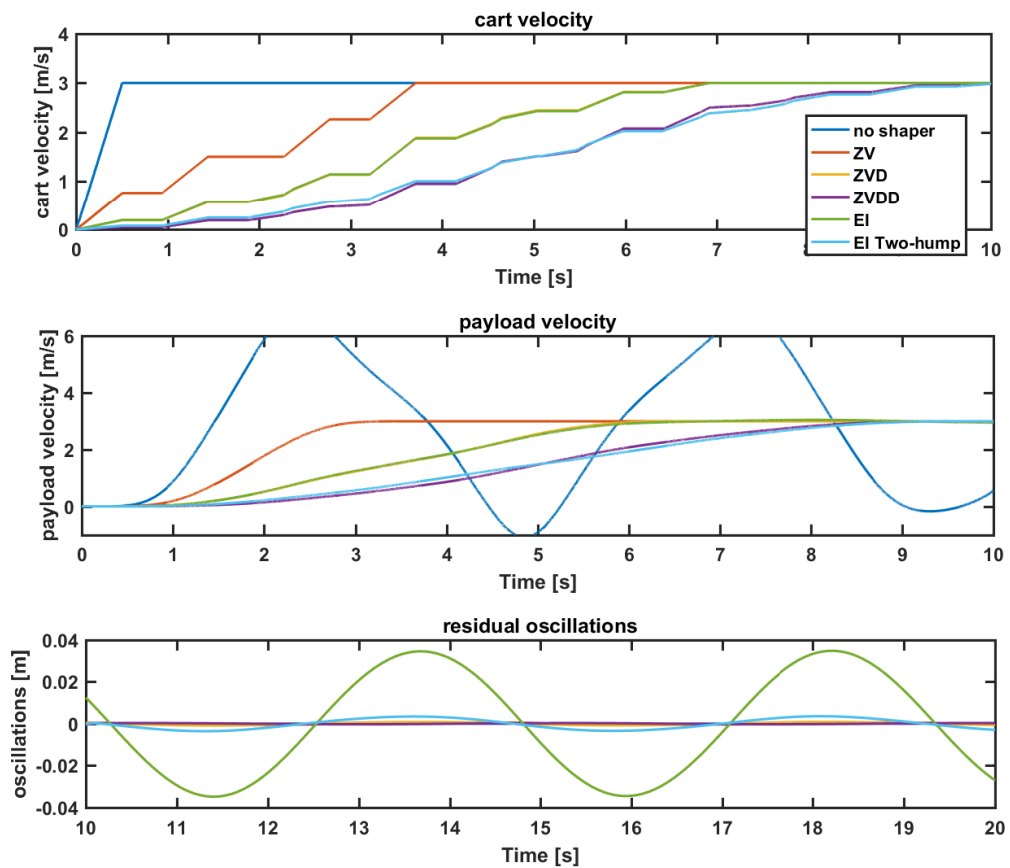 cart velocity
cart velocity [m/s]
4
3
2
1
0
0 1 2 3 4 5 6 7 8 9 10
Time [s]
no shaper
ZV
ZVD
ZVDD
EI
EI Two-hump
payload velocity
payload velocity [m/s]
6
4
2
0
0 1 2 3 4 5 6 7 8 9 10
Time [s]
residual oscillations
oscillations [m]
0.04
0.02
0
-0.02
-0.04
10 11 12 13 14 15 16 17 18 19 20
Time [s]